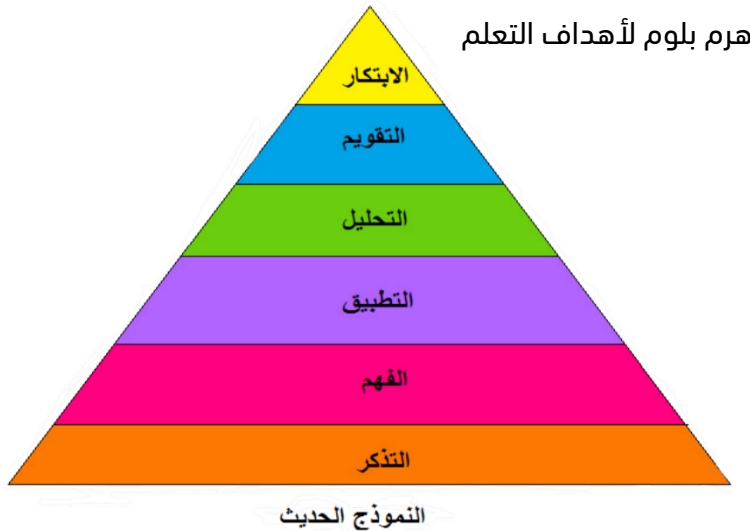 هرم بلوم لأهداف التعلم
الابتكار
التقويم
التحليل
التطبيق
الفهم
التذكر
النموذج الحديث